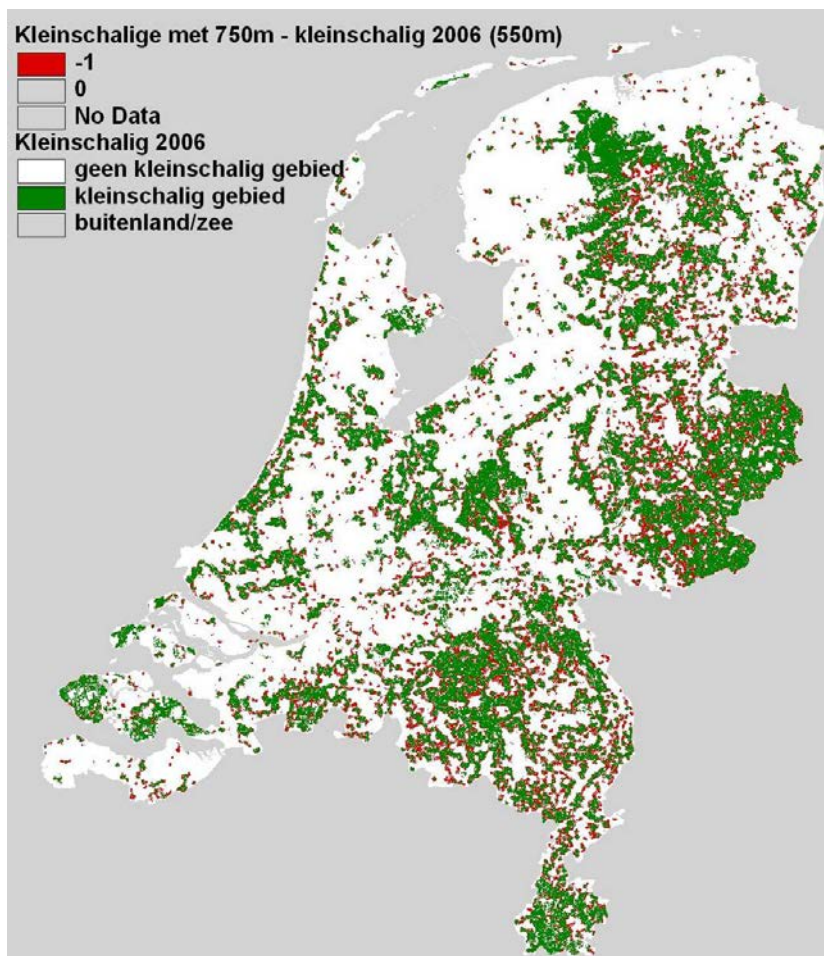 Kleinschalige met 750m - kleinschalig 2006 (550m)
-1
0
No Data
Kleinschalig 2006
geen kleinschalig gebied
kleinschalig gebied
buitenland/zee